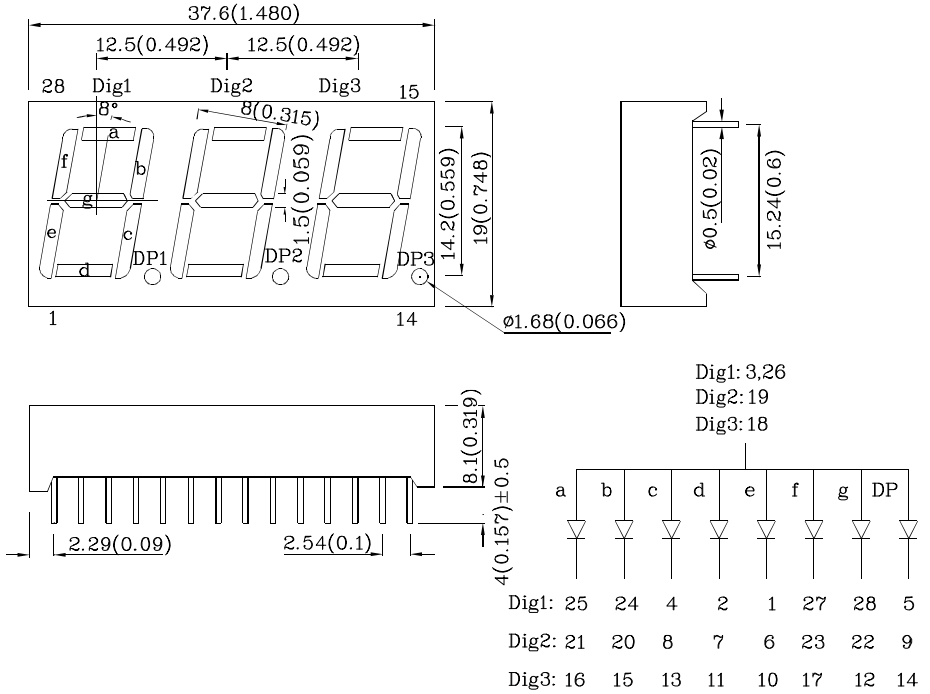 37.6(1.480)
12.5(0.492) 12.5(0.492)
28 Dig1 Dig2 Dig3 15
8° 8(0.315)
a
f b
g
e c
d
DP1 DP2 DP3
1.5(0.059)
14.2(0.559)
19(0.748)
ø0.5(0.02)
15.24(0.6)
1 14
ø1.68(0.066)
8.1(0.319)
4(0.157)±0.5
2.29(0.09) 2.54(0.1)
Dig1: 3,26
Dig2: 19
Dig3: 18
a b c d e f g DP
Dig1: 25 24 4 2 1 27 28 5
Dig2: 21 20 8 7 6 23 22 9
Dig3: 16 15 13 11 10 17 12 14